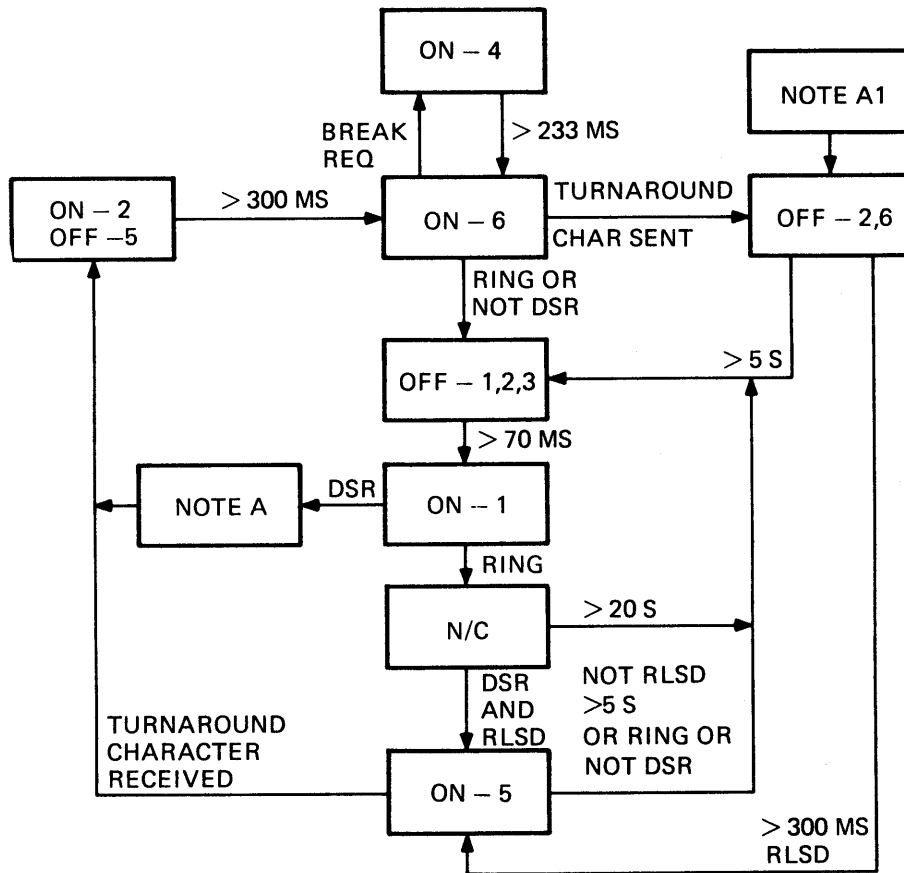 ON – 4
NOTE A1
BREAK
REQ
> 233 MS
ON – 2
OFF –5
> 300 MS
ON – 6
TURNAROUND
CHAR SENT
OFF – 2,6
RING OR
NOT DSR
OFF – 1,2,3
> 5 S
> 70 MS
NOTE A
DSR
ON – 1
RING
N/C
> 20 S
DSR
AND
RLSD
NOT RLSD
>5 S
OR RING OR
NOT DSR
TURNAROUND
CHARACTER
RECEIVED
ON – 5
> 300 MS
RLSD